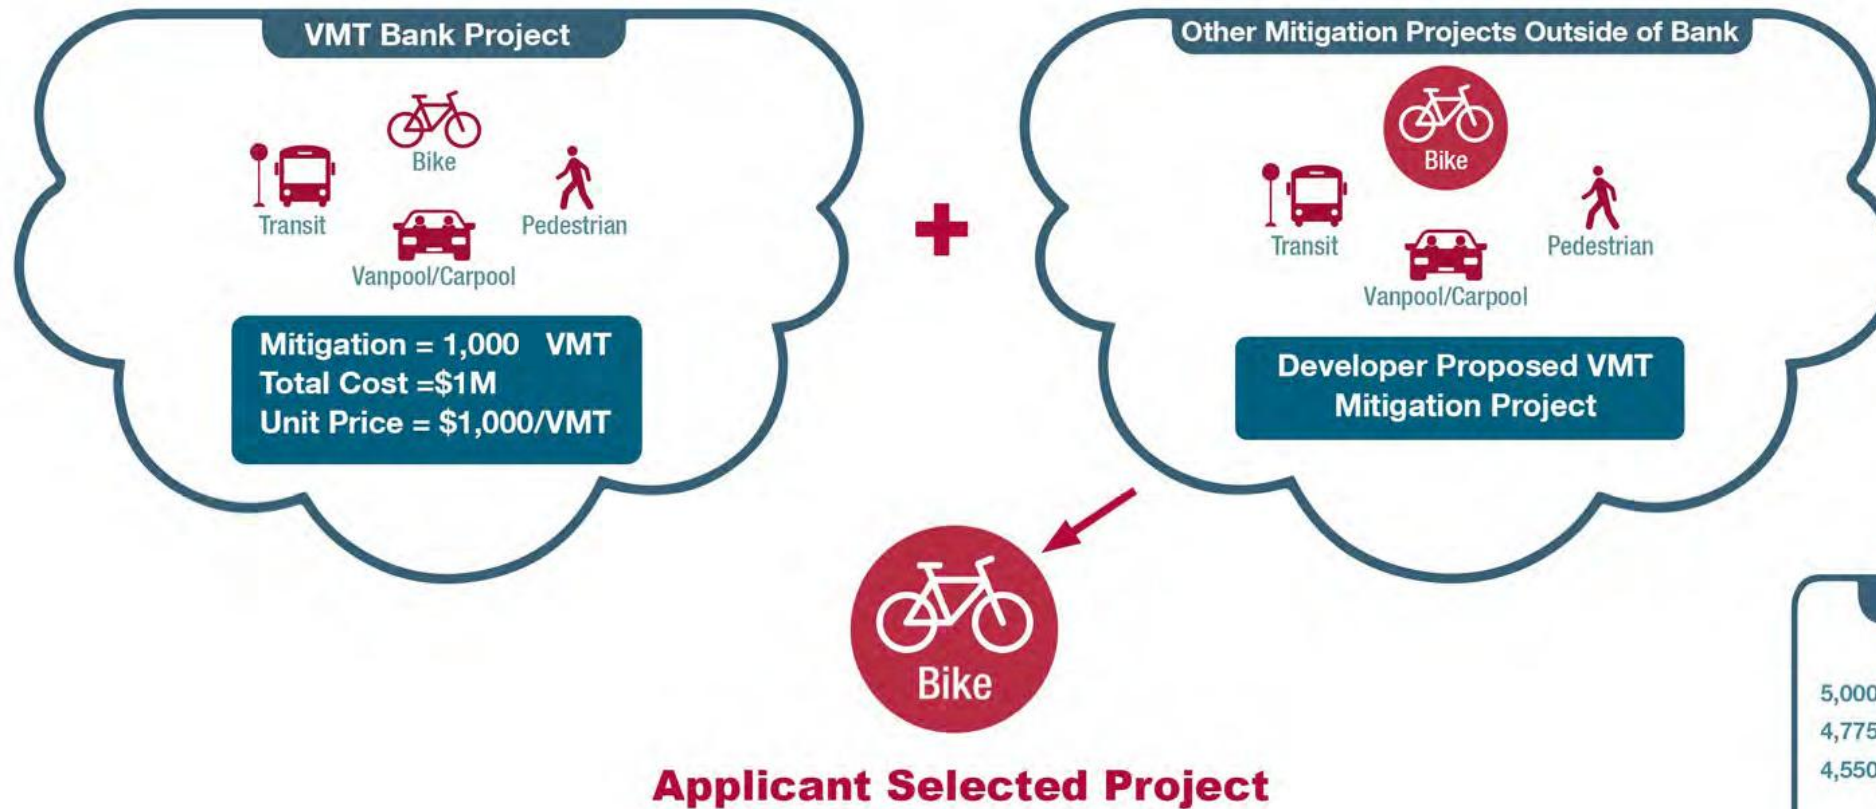 VMT Bank Project
Bike
Transit
Pedestrian
Vanpool/Carpool
Mitigation = 1,000 VMT
Total Cost =$1M
Unit Price = $1,000/VMT
Other Mitigation Projects Outside of Bank
Bike
Transit
Pedestrian
Vanpool/Carpool
Developer Proposed VMT
Mitigation Project
Bike
Applicant Selected Project
5,000
4,775
4,550